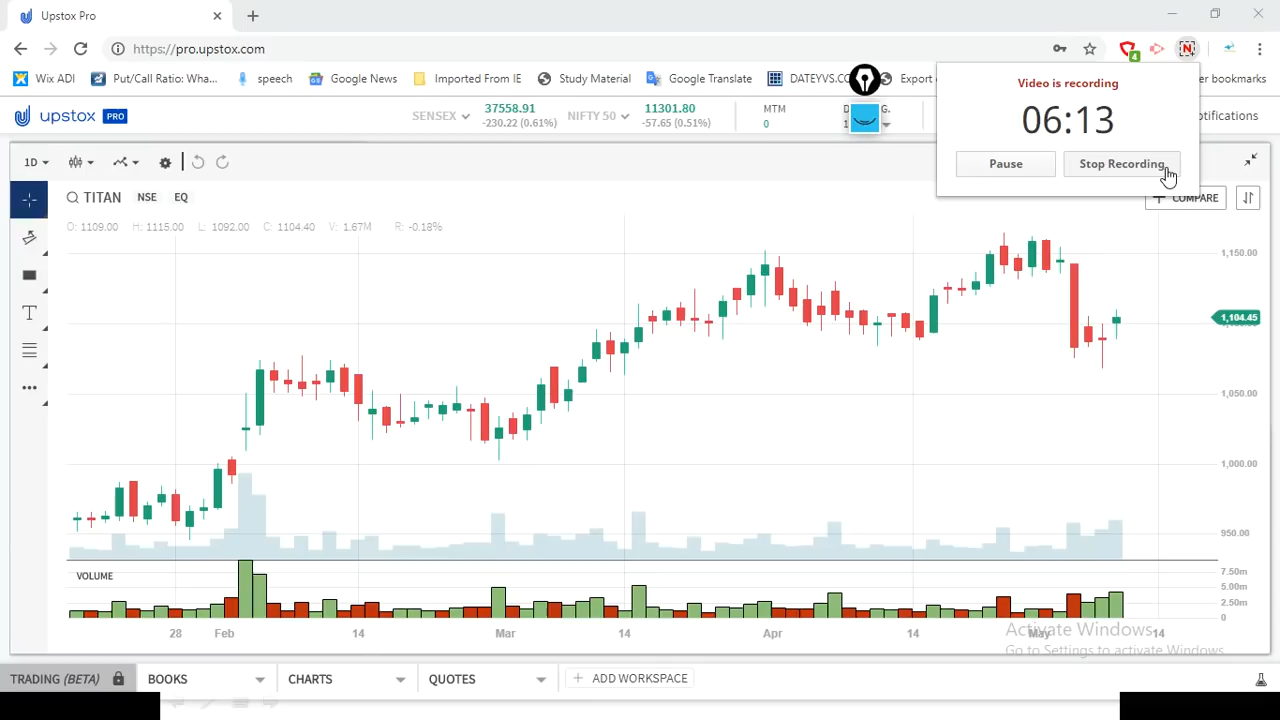 Upstox Pro
https://pro.upstox.com
4
Wix ADI
Put/Call Ratio: Wha...
speech
Google News
Imported From IE
Study Material
Google Translate
DATEYVS.CO
Export
er bookmarks
Video is recording
06:13
Pause
Stop Recording
upstox PRO
SENSEX
37558.91
-230.22 (0.61%)
NIFTY 50
11301.80
-57.65 (0.51%)
MTM
0
otifications
1D
TITAN NSE EQ
COMPARE
O: 1109.00 H: 1115.00 L: 1092.00 C: 1104.40 V: 1.67M R: -0.18%
1,150.00
1,104.45
1,050.00
1,000.00
950.00
VOLUME
7.50m
5.00m
2.50m
0
28 Feb 14 Mar 14 Apr 14 May 14
Activate Windows
Go to Settings to activate Windows.
TRADING (BETA)
BOOKS
CHARTS
QUOTES
ADD WORKSPACE